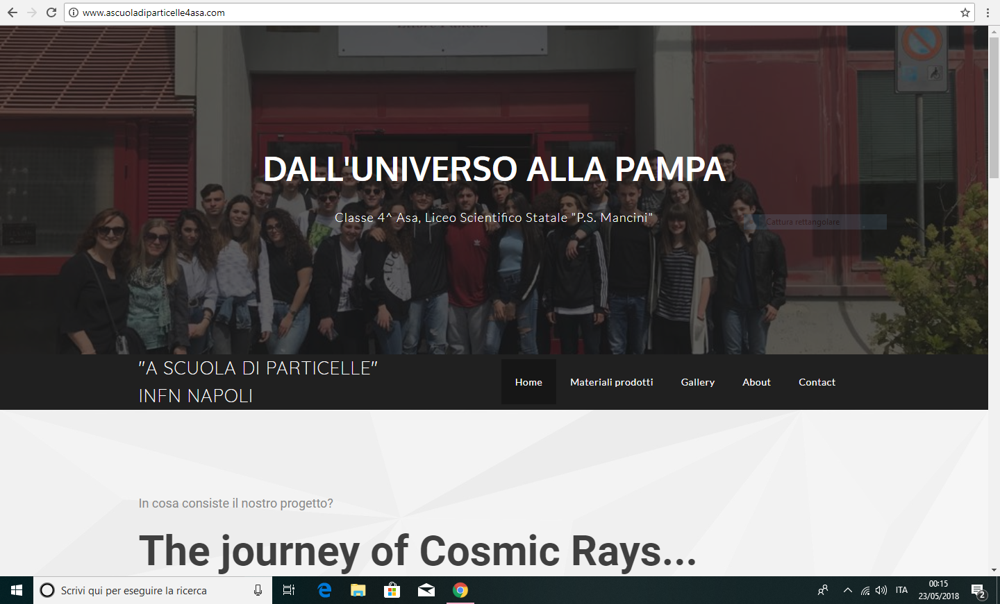 www.ascuoladiparticelle4asa.com
DALL'UNIVERSO ALLA PAMPA
Classe 4^ Asa, Liceo Scientifico Statale "P.S. Mancini"
Cattura rettangolare
"A SCUOLA DI PARTICELLE"
INFN NAPOLI
Home Materiali prodotti Gallery About Contact
In cosa consiste il nostro progetto?
The journey of Cosmic Rays...
Scrivi qui per eseguire la ricerca
ITA
00:15
23/05/2018
2